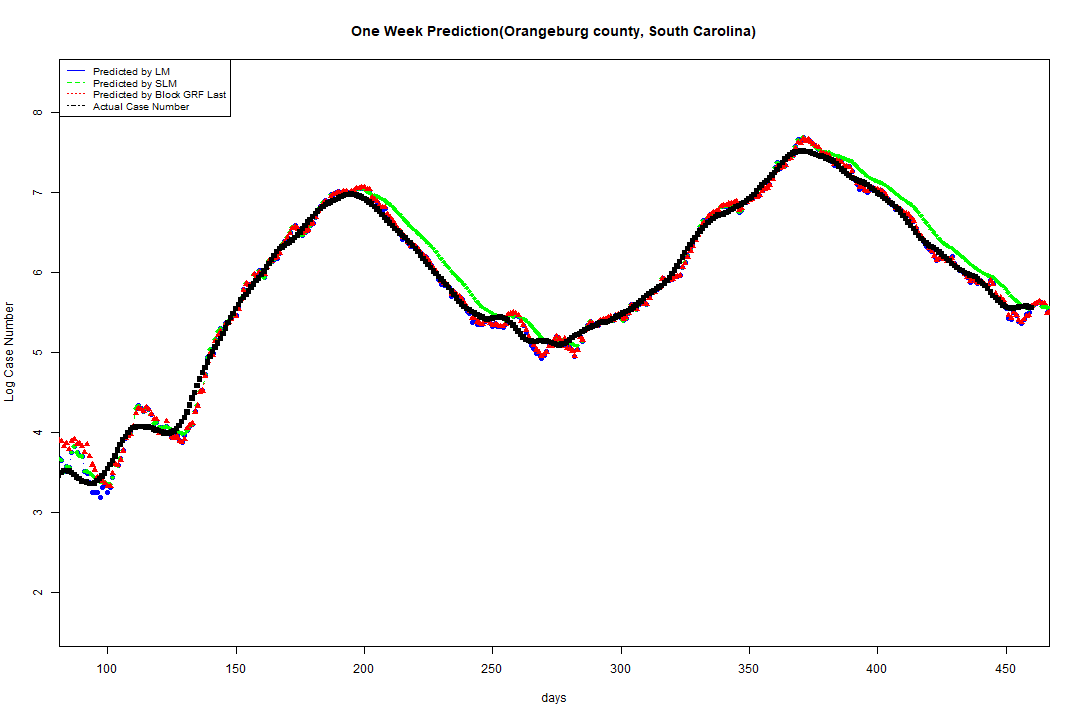 One Week Prediction(Orangeburg county, South Carolina)
Predicted by LM
Predicted by SLM
Predicted by Block GRF Last
Actual Case Number
Log Case Number
8
7
6
5
4
3
2
100 150 200 250 300 350 400 450
days